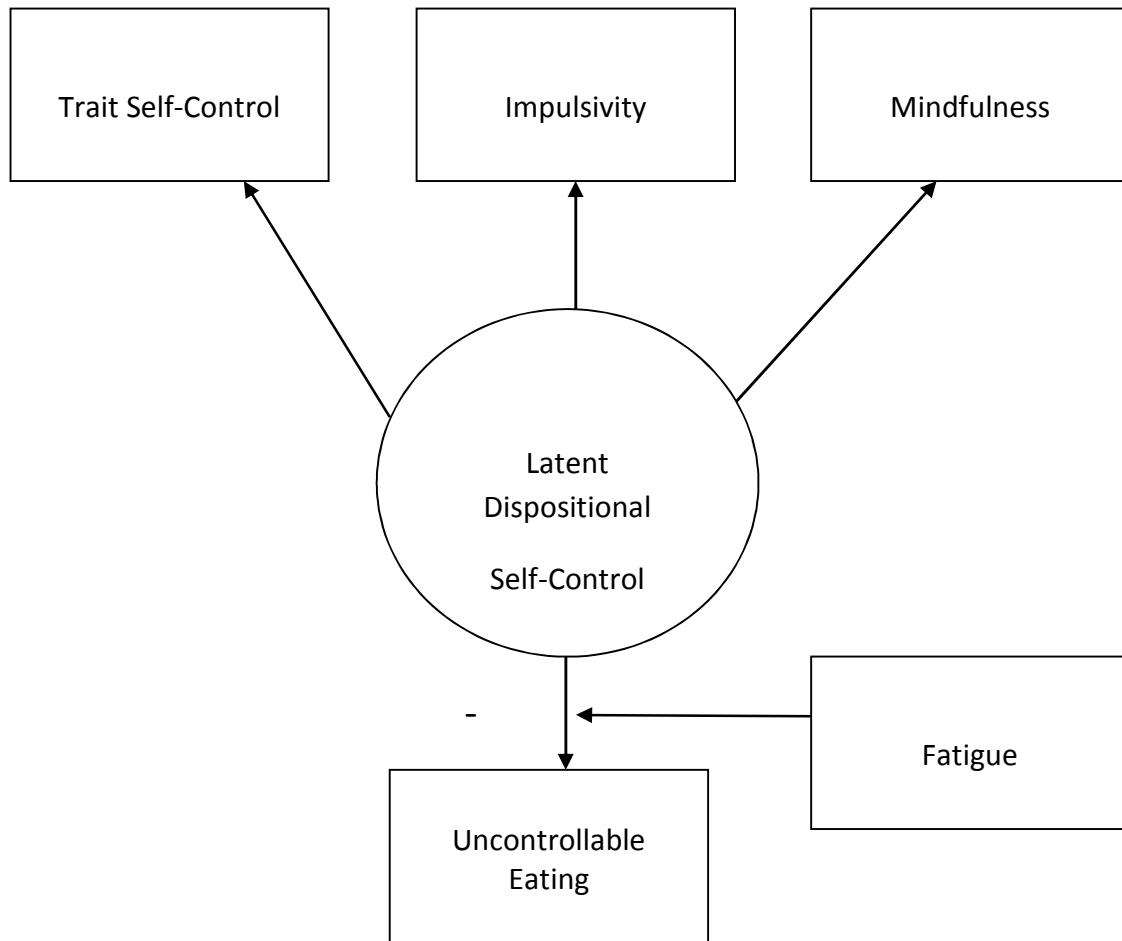 Trait Self-Control
Impulsivity
Mindfulness
Latent
Dispositional
Self-Control
-
Fatigue
Uncontrollable
Eating